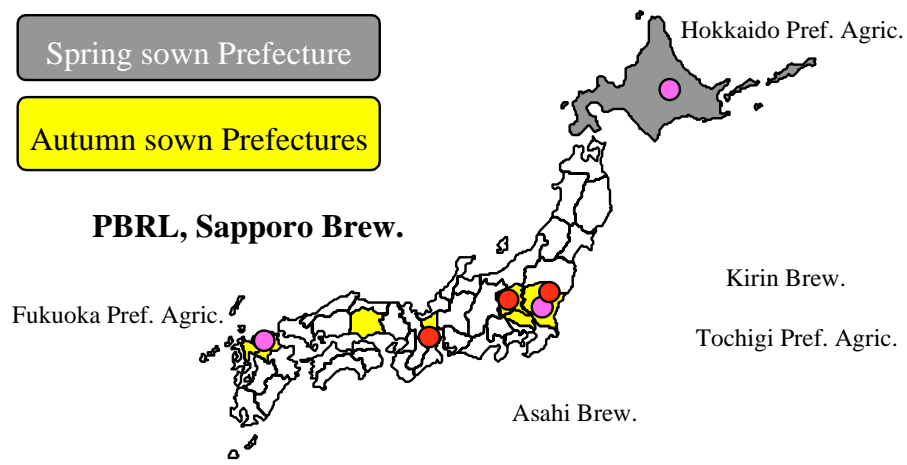 Hokkaido Pref. Agric.
Spring sown Prefecture
Autumn sown Prefectures
PBRL, Sapporo Brew.
Kirin Brew.
Fukuoka Pref. Agric.
Tochigi Pref. Agric.
Asahi Brew.